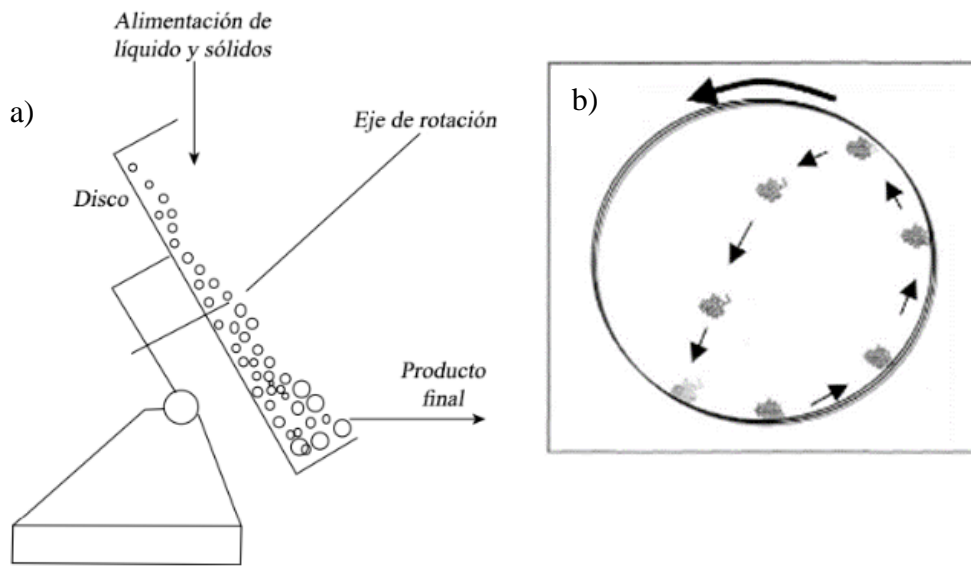 Alimentación de
líquido y sólidos
a)
Eje de rotación
Disco
Producto
final
b)